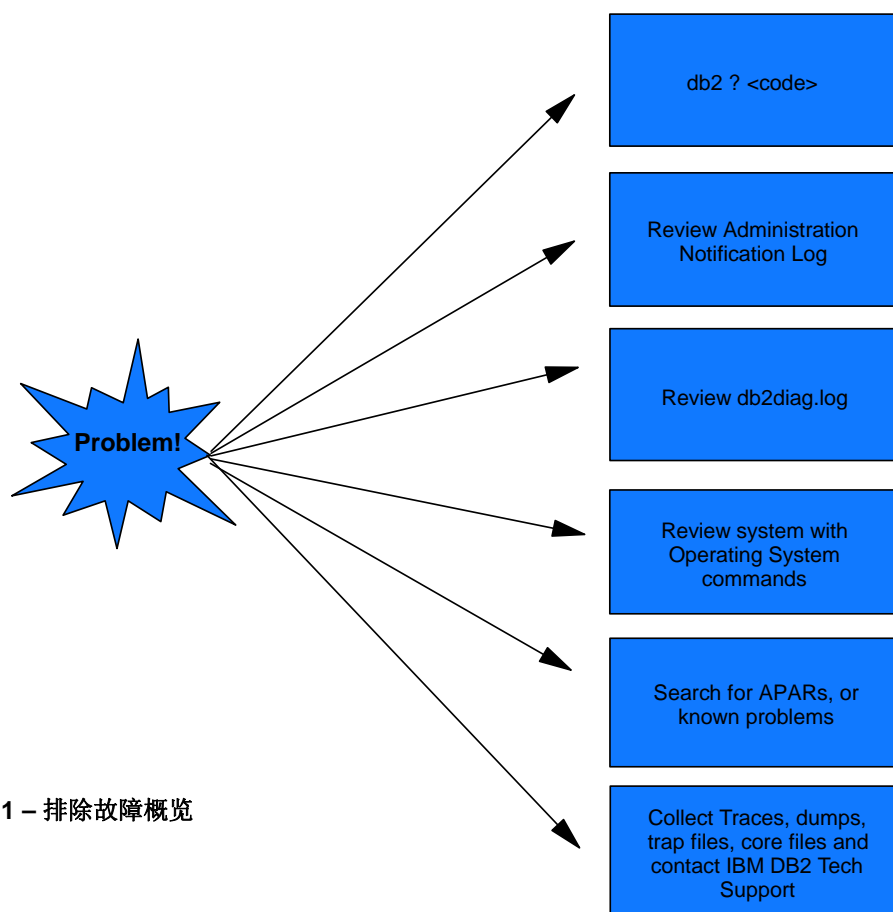 db2 ? <code>
Review Administration
Notification Log
Review db2diag.log
Problem!
Review system with
Operating System
commands
Search for APARs, or
known problems
1 – 排除故障概览
Collect Traces, dumps,
trap files, core files and
contact IBM DB2 Tech
Support